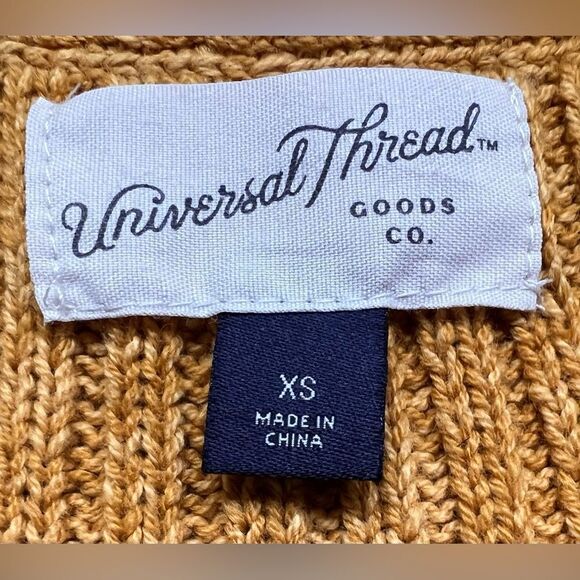 Universal Thread™
GOODS
CO.
XS
MADE IN
CHINA